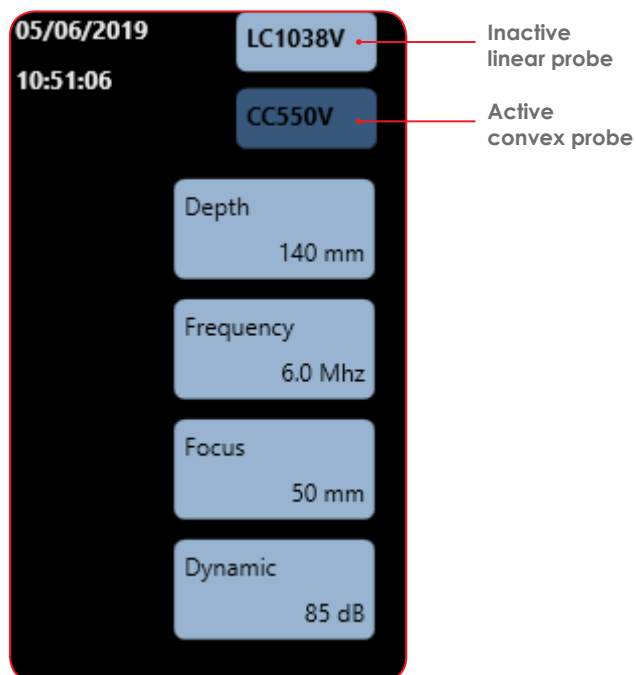 05/06/2019
LC1038V
Inactive
linear probe
10:51:06
CC550V
Active
convex probe
Depth
140 mm
Frequency
6.0 Mhz
Focus
50 mm
Dynamic
85 dB